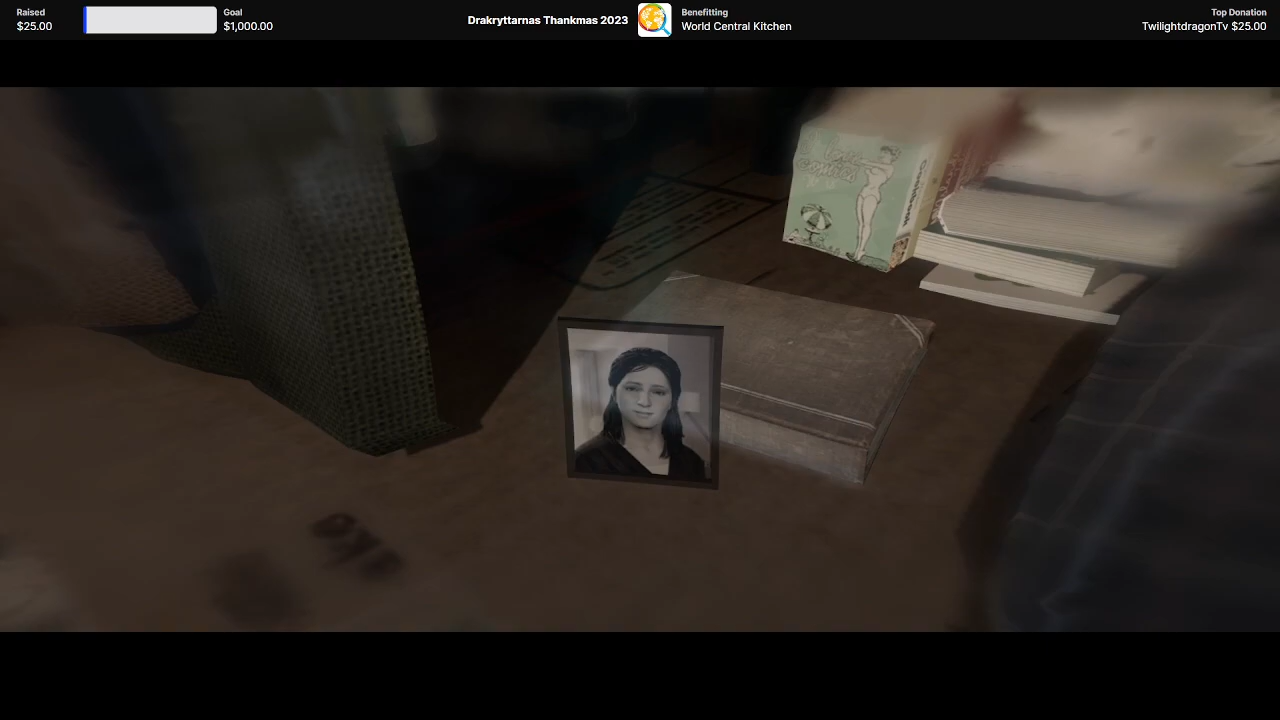 Raised
$25.00
Goal
$1,000.00
Drakryttarnas Thankmas 2023
Benefitting
World Central Kitchen
Top Donation
TwilightdragonTv $25.00